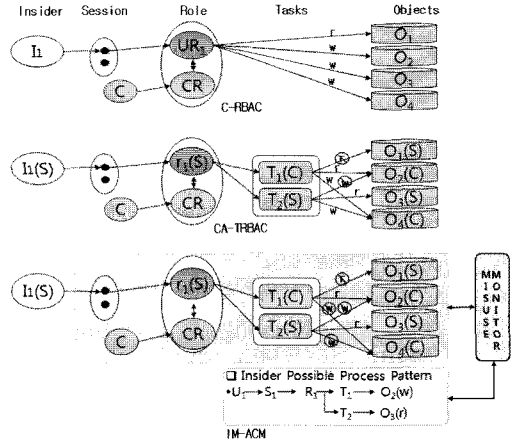 Insider Session Role Tasks Objects
I1 UR1 r O1
w O2
w O3
C CR w O4
C-RBAC
I1(S) r1(S) T1(C) r O1(S)
r O2(C)
w w
T2(S) r O3(S)
C CR w O4(C)
CA-TRBAC
I1(S) r1(S) T1(C) r O1(S)
r O2(C)
w w
T2(S) r O3(S)
C CR w O4(C)
MISUSE MONITOR
Insider Possible Process Pattern
U1 S1 R1 T1 O2(w)
T2 O3(r)
IM-ACM